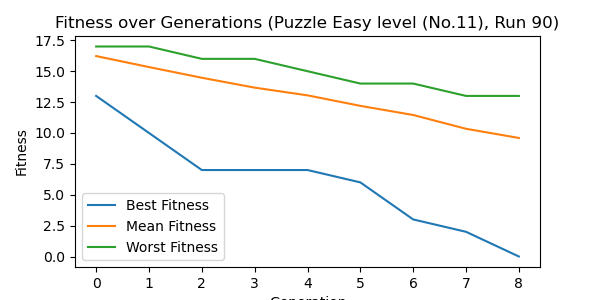 Fitness over Generations (Puzzle Easy level (No.11), Run 90)
17.5
15.0
12.5
10.0
7.5
5.0
2.5
0.0
Fitness
Best Fitness
Mean Fitness
Worst Fitness
0 1 2 3 4 5 6 7 8
Generation